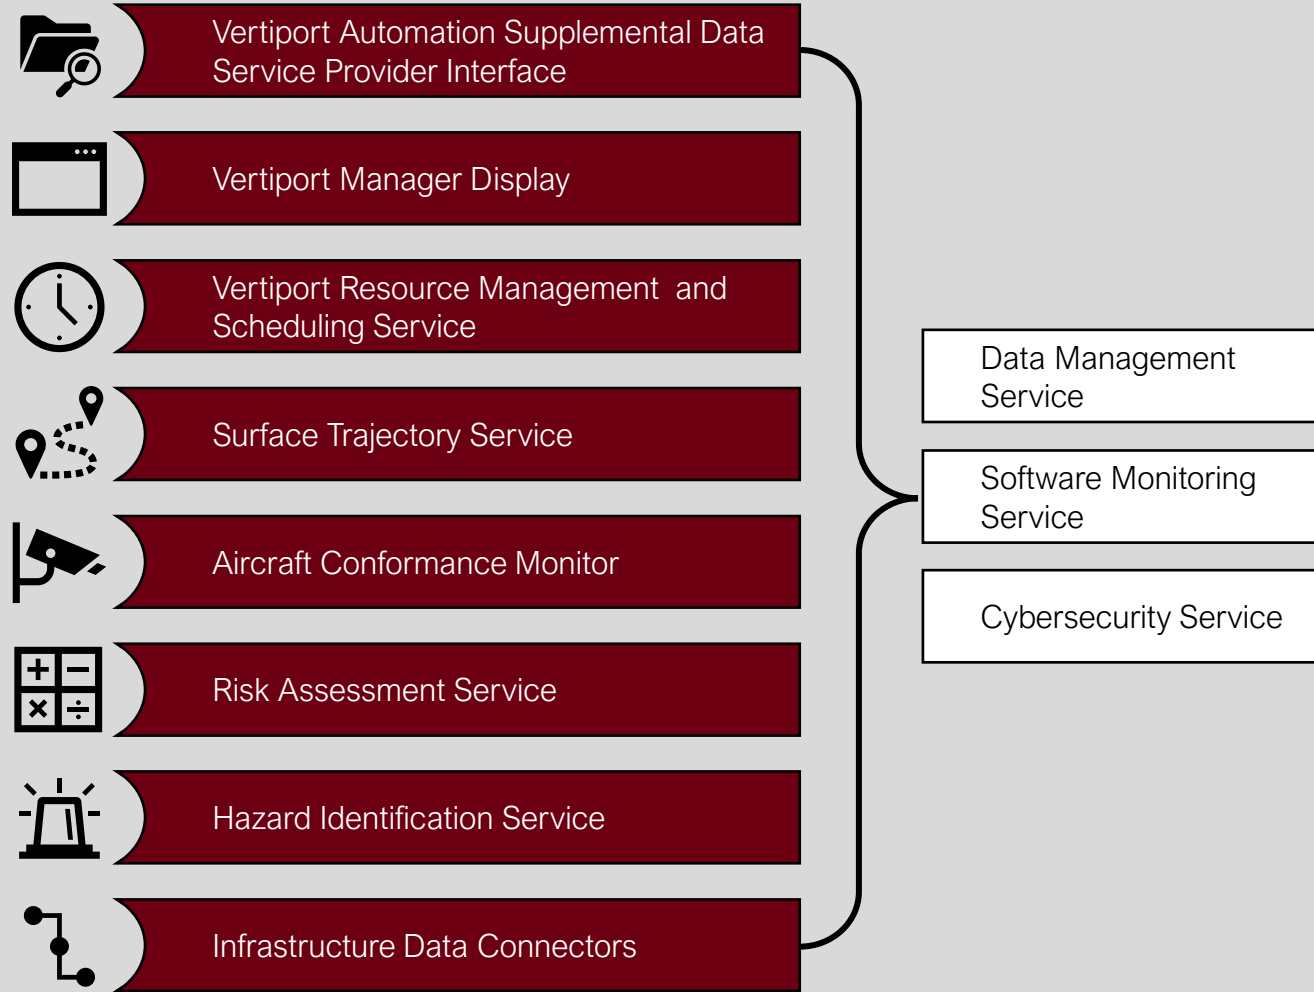 Vertiport Automation Supplemental Data
Service Provider Interface
Vertiport Manager Display
Vertiport Resource Management  and
Scheduling Service
Surface Trajectory Service
Aircraft Conformance Monitor
Risk Assessment Service
Hazard Identification Service
Infrastructure Data Connectors
Data Management
Service
Software Monitoring
Service
Cybersecurity Service